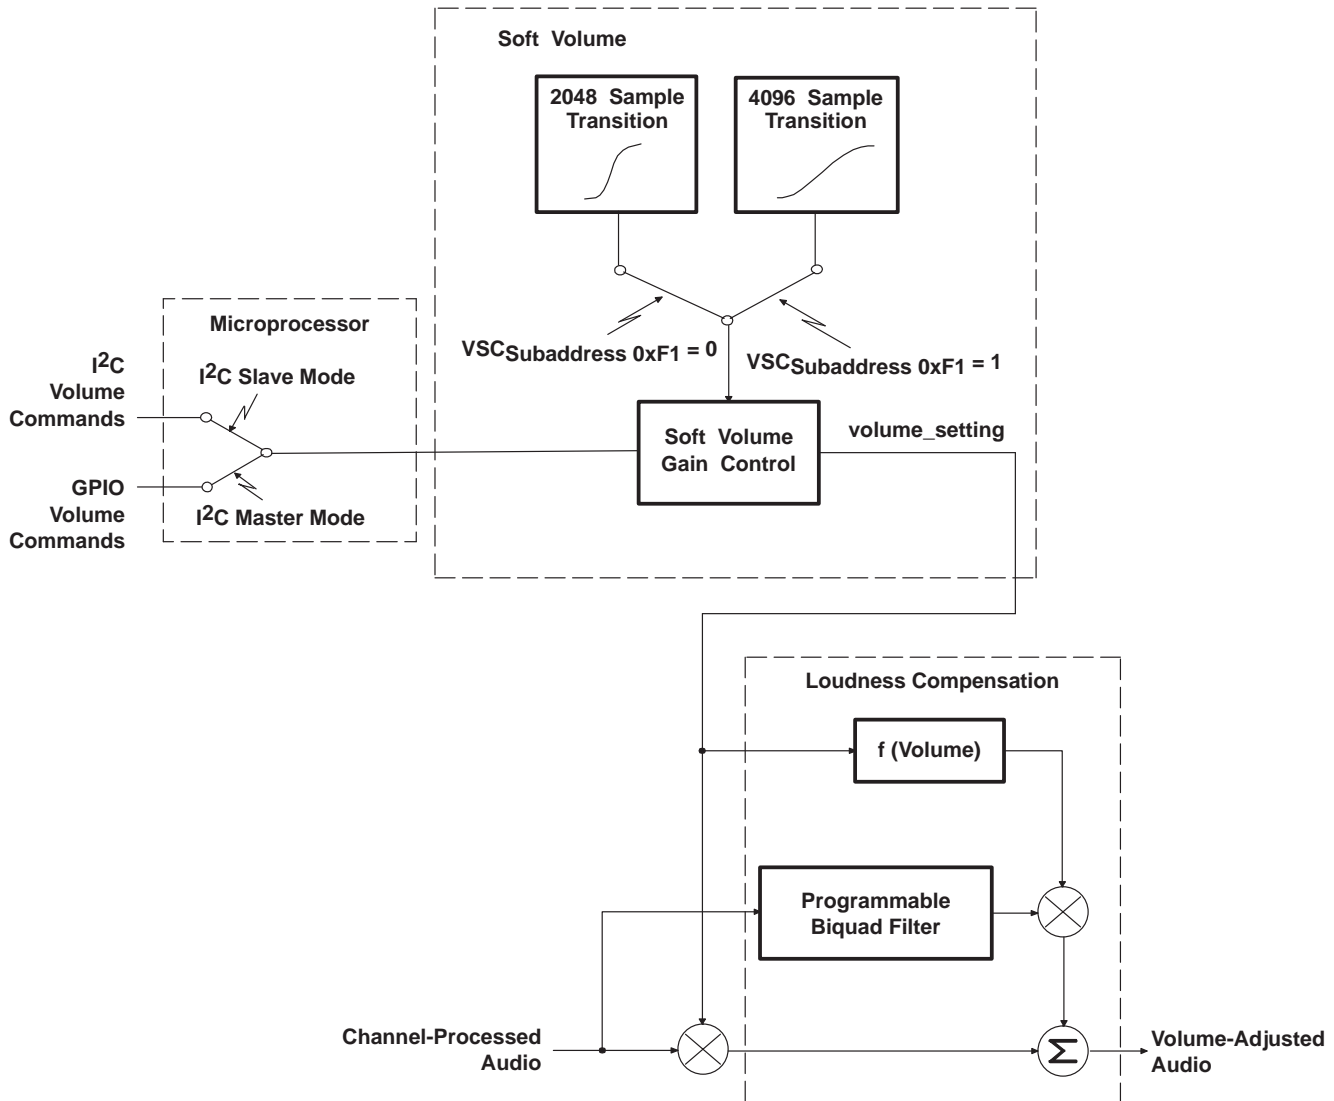 Soft Volume
2048 Sample
Transition
4096 Sample
Transition
VSCSubaddress 0xF1 = 0
VSCSubaddress 0xF1 = 1
Microprocessor
I2C
Volume
Commands
I2C Slave Mode
GPIO
Volume
Commands
I2C Master Mode
Soft Volume
Gain Control
volume_setting
Loudness Compensation
f (Volume)
Programmable
Biquad Filter
Channel-Processed
Audio
Σ
Volume-Adjusted
Audio